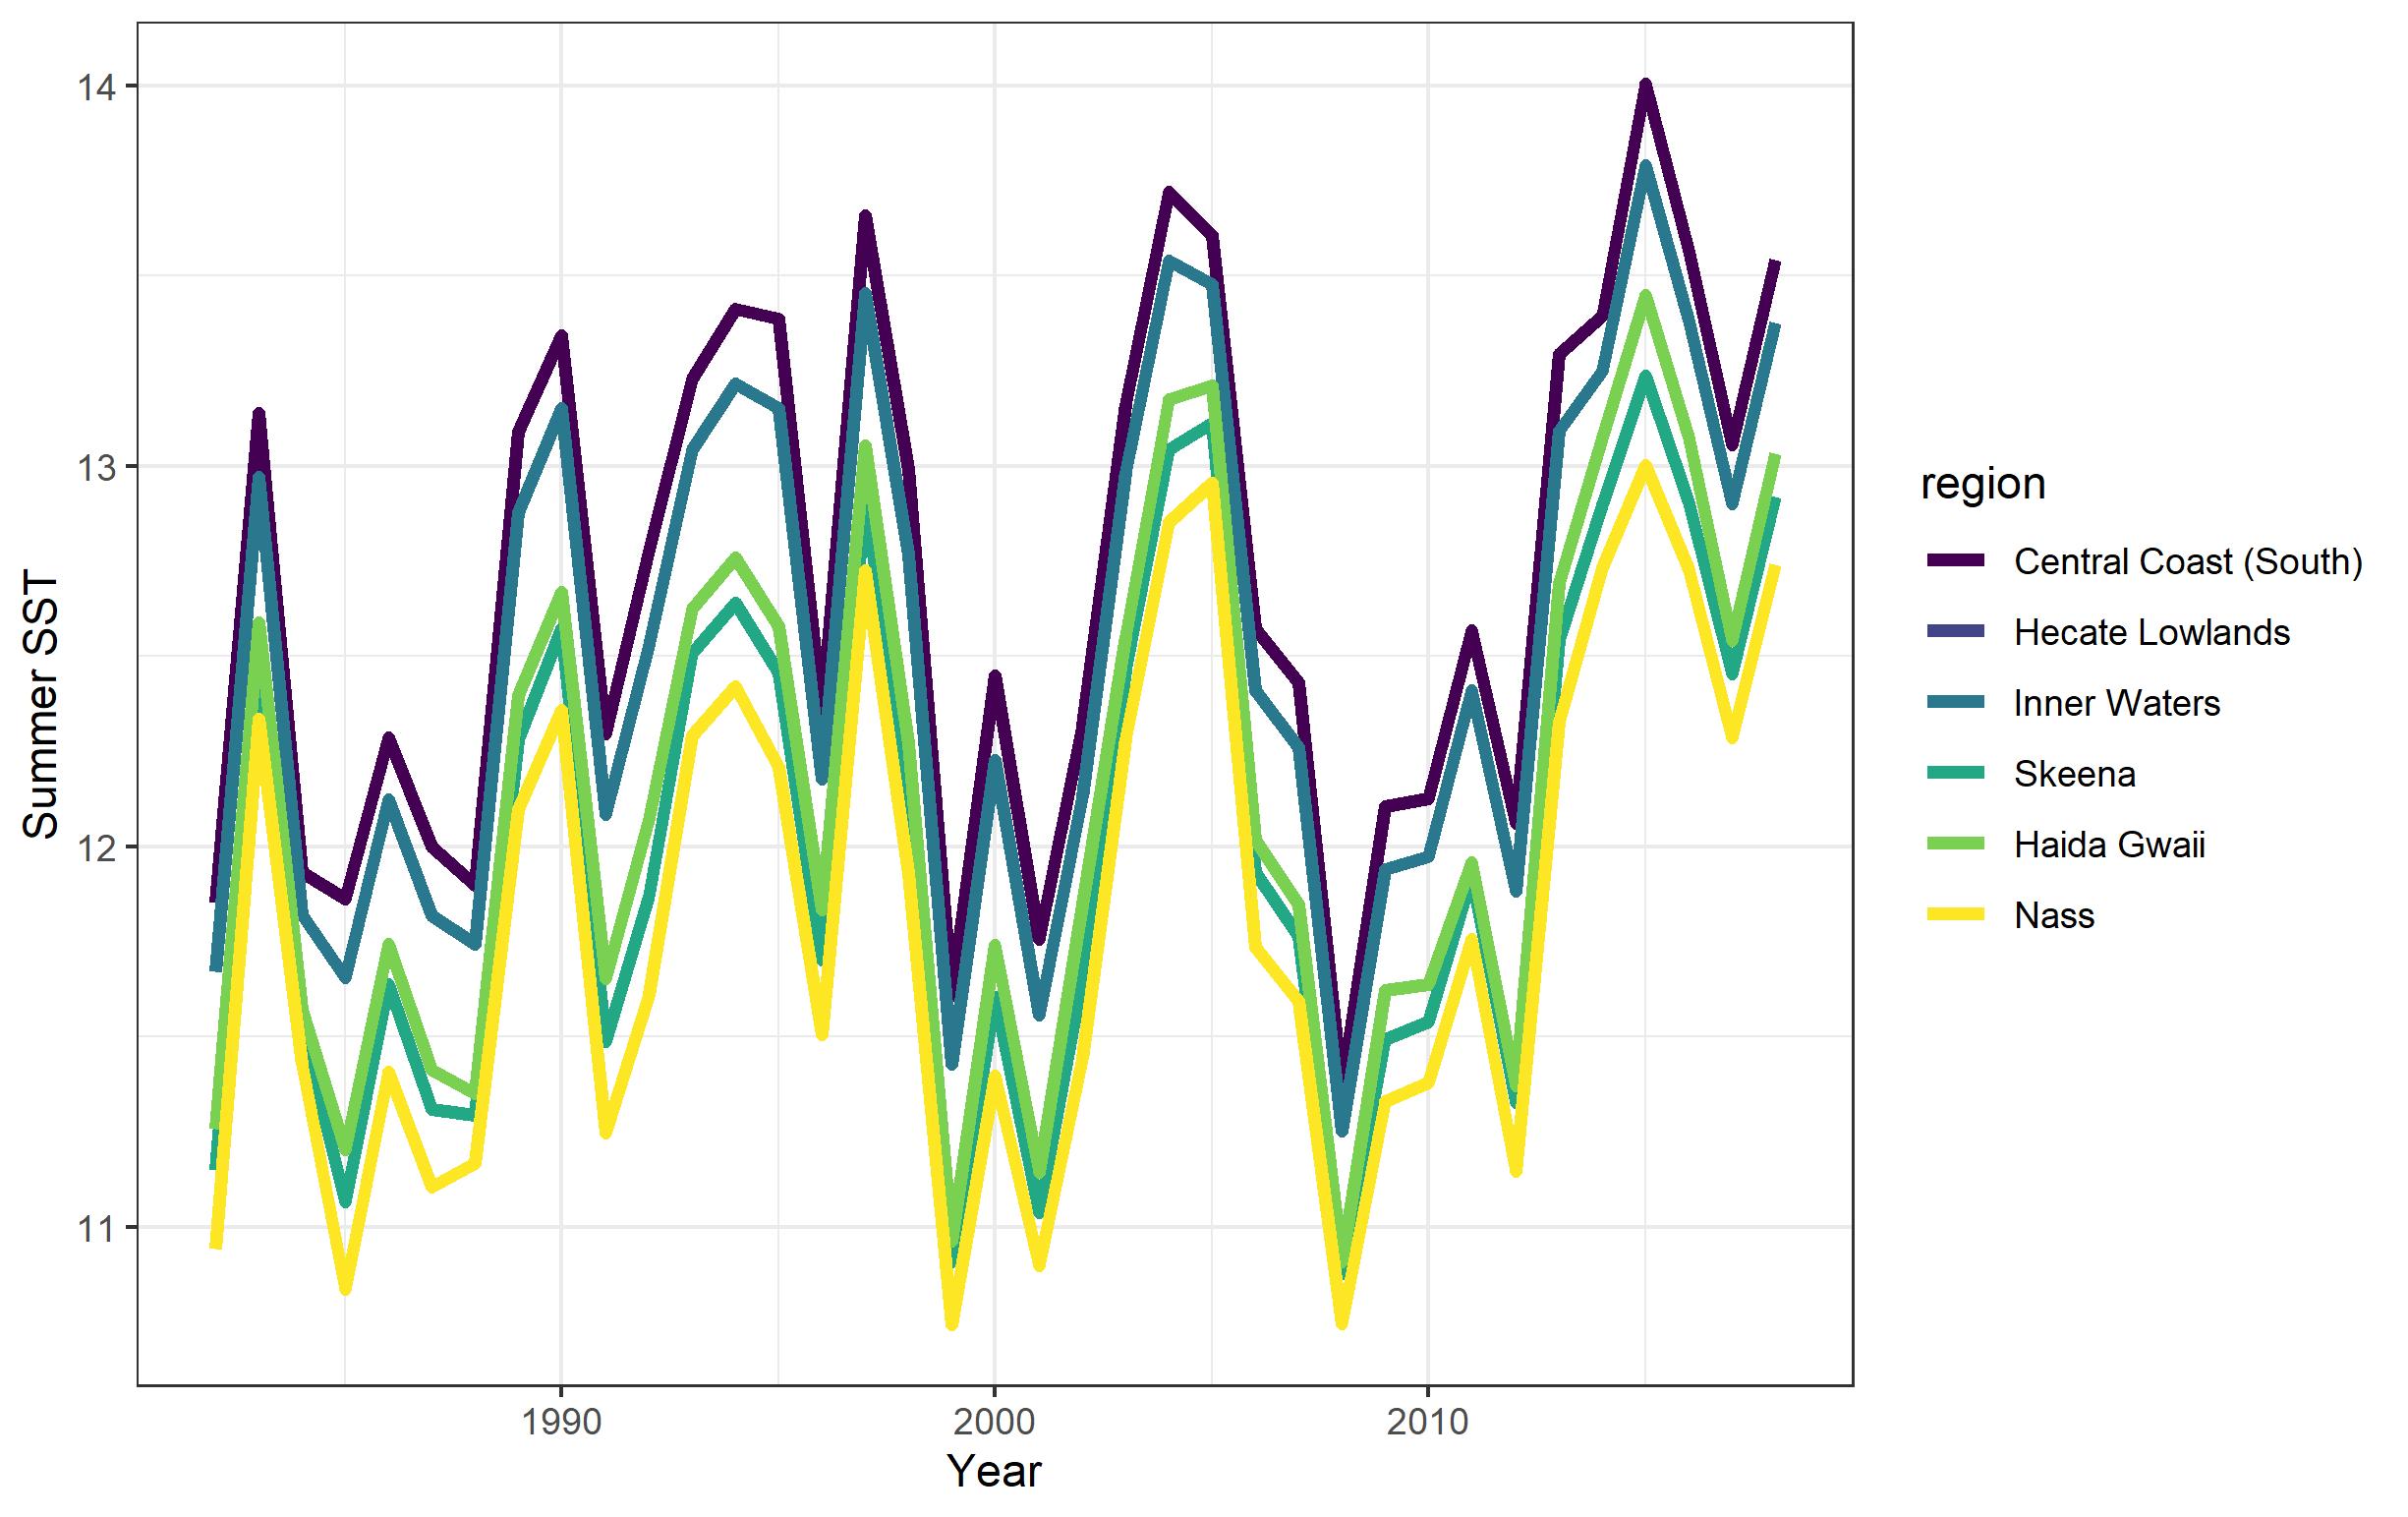 14
13
12
11
Summer SST
1990
2000
2010
Year
region
Central Coast (South)
Hecate Lowlands
Inner Waters
Skeena
Haida Gwaii
Nass